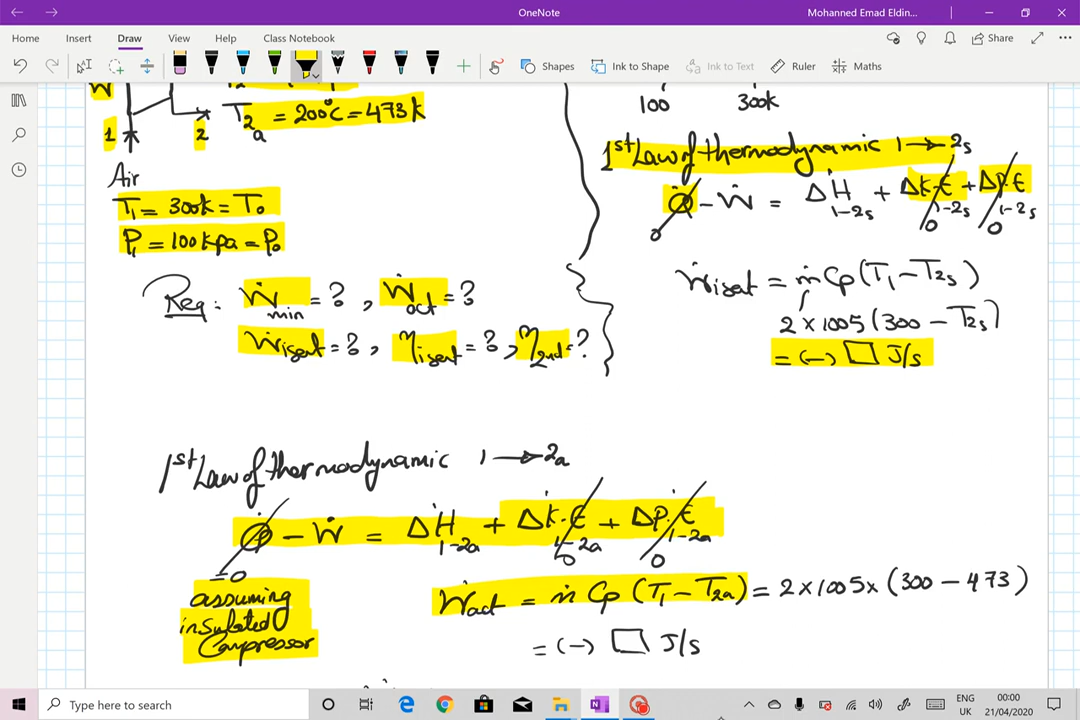 OneNote
Mohanned Emad Eldin...
Home Insert Draw View Help Class Notebook
Share
Shapes Ink to Shape Ink to Text Ruler Maths
W
T2a = 200°C = 473k
1 2
Air
T1 = 300k = T0
P1 = 100kpa = P0
Req: Ẇmin = ? , Ẇact = ?
Ẇisent = ? , ηisent = ? , η2nd = ?
100 300k
1st Law of thermodynamic 1 → 2s
Q̇ - Ẇ = ΔḢ1-2s + ΔK.E1-2s + ΔP.E1-2s
0 0 0
Ẇisent = ṁ Cp (T1 - T2s)
2 × 1005 (300 - T2s)
= (-) □ J/s
1st Law of thermodynamic 1 → 2a
Q̇ - Ẇ = ΔḢ1-2a + ΔK.E1-2a + ΔP.E1-2a
=0 0 0
assuming
insulated
Compressor
Ẇact = ṁ Cp (T1 - T2a) = 2 × 1005 × (300 - 473)
= (-) □ J/s
Type here to search
ENG
UK
00:00
21/04/2020